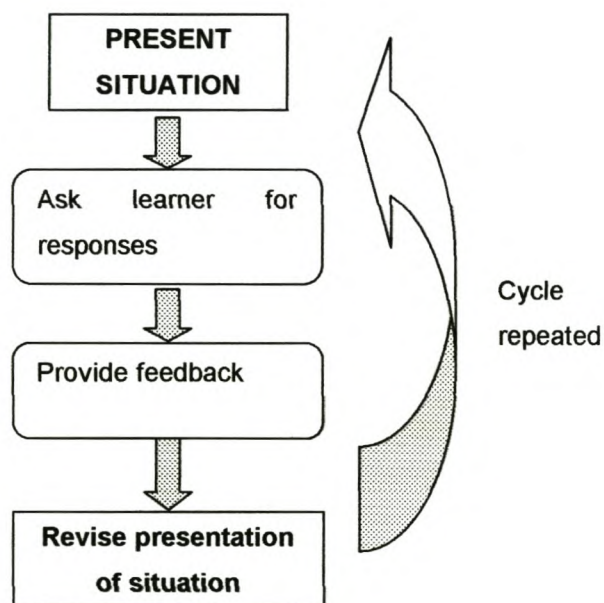 PRESENT
SITUATION
Ask learner for
responses
Provide feedback
Revise presentation
of situation
Cycle
repeated